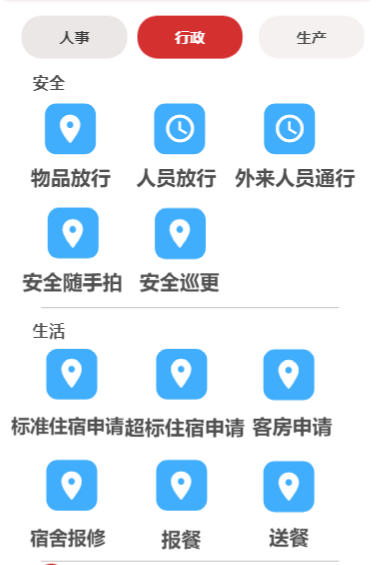 人事 行政 生产
安全
物品放行 人员放行 外来人员通行
安全随手拍 安全巡更
生活
标准住宿申请 超标住宿申请 客房申请
宿舍报修 报餐 送餐